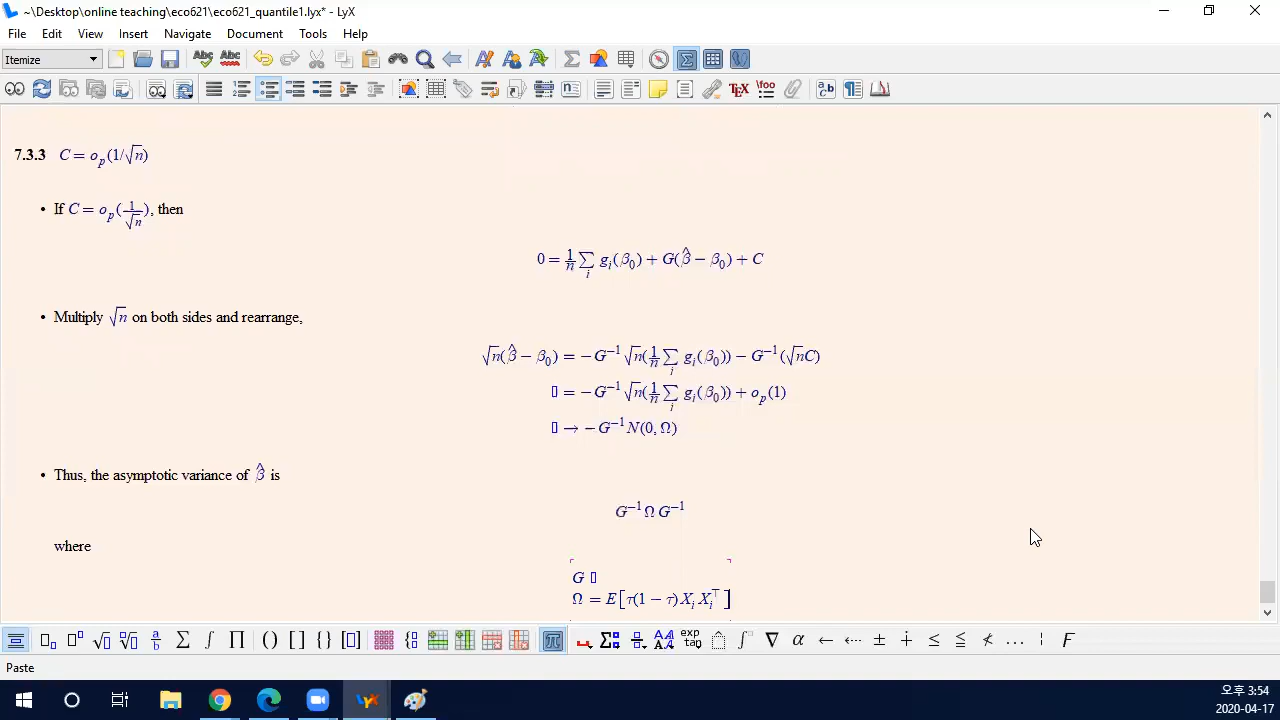 ~\Desktop\online teaching\eco621\eco621_quantile1.lyx* - LyX
File Edit View Insert Navigate Document Tools Help
Itemize
7.3.3 C = o_p(1/√n)
• If C = o_p(1/√n), then
0 = 1/n ∑_i g_i(β_0) + G(β̂ − β_0) + C
• Multiply √n on both sides and rearrange,
√n(β̂ − β_0) = −G^−1 √n(1/n ∑_i g_i(β_0)) − G^−1(√nC)
= −G^−1 √n(1/n ∑_i g_i(β_0)) + o_p(1)
→ −G^−1 N(0, Ω)
• Thus, the asymptotic variance of β̂ is
G^−1 Ω G^−1
where
G
Ω = E[τ(1 − τ)X_i X_i^⊤]
Paste
오후 3:54
2020-04-17